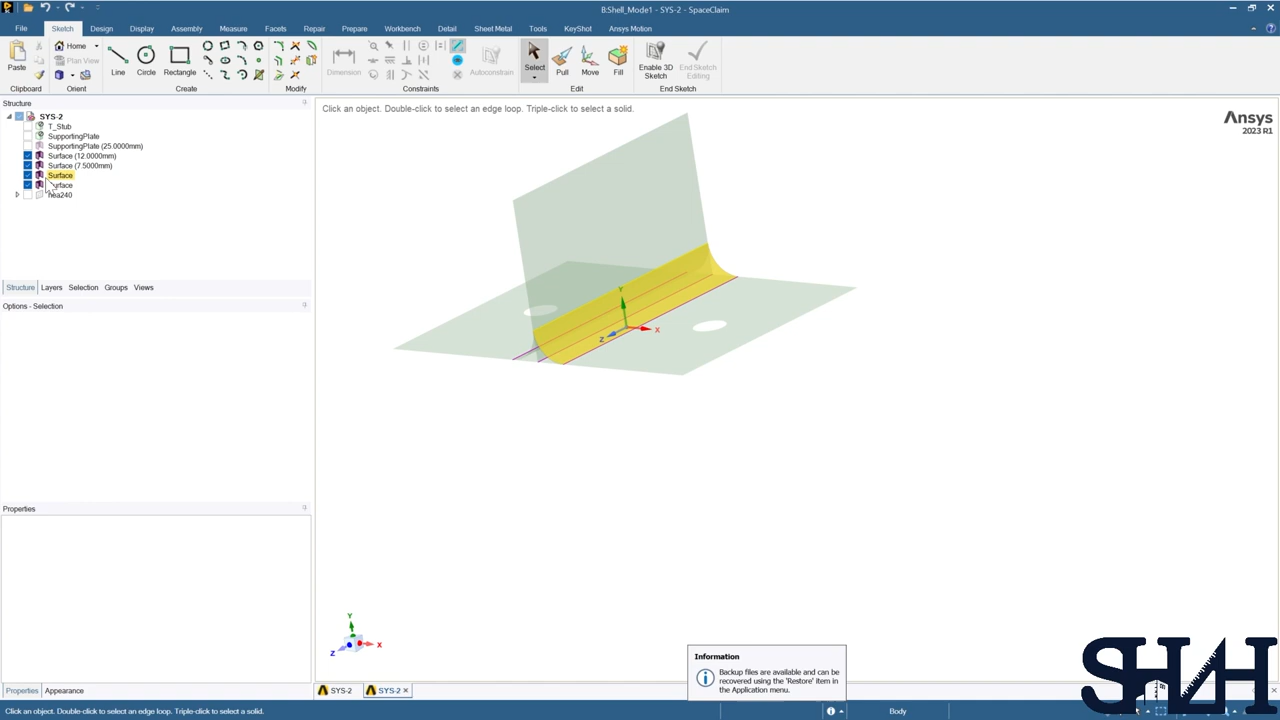 B:Shell_Mode1 - SYS-2 - SpaceClaim
File Sketch Design Display Assembly Measure Facets Repair Prepare Workbench Detail Sheet Metal Tools KeyShot Ansys Motion
Paste
Home
Plan View
Line Circle Rectangle
Dimension
Autoconstrain
Select Pull Move Fill
Enable 3D Sketch
End Sketch Editing
Clipboard Orient Create Modify Constraints Edit End Sketch
Structure
SYS-2
T_Stub
SupportingPlate
SupportingPlate (25.0000mm)
Surface (12.0000mm)
Surface (7.5000mm)
Surface
Surface
hea240
Structure Layers Selection Groups Views
Options - Selection
Properties
Properties Appearance
Click an object. Double-click to select an edge loop. Triple-click to select a solid.
Ansys
2023 R1
Y
X
Z
Y
X
Z
Information
Backup files are available and can be
recovered using the 'Restore' item in
the Application menu.
SYS-2 SYS-2
Click an object. Double-click to select an edge loop. Triple-click to select a solid.
Body